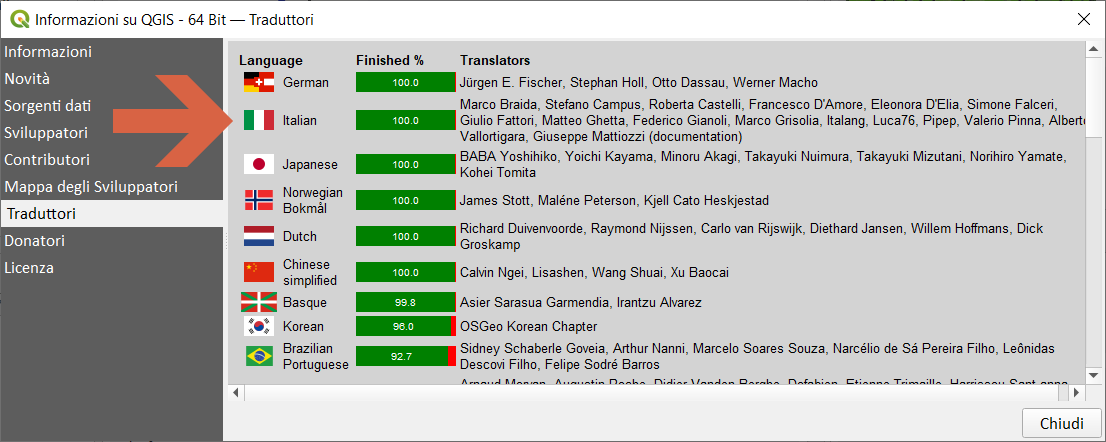 Informazioni su QGIS - 64 Bit — Traduttori
Informazioni
Novità
Sorgenti dati
Sviluppatori
Contributori
Mappa degli Sviluppatori
Traduttori
Donatori
Licenza
Language Finished % Translators
German 100.0 Jürgen E. Fischer, Stephan Holl, Otto Dassau, Werner Macho
Italian 100.0 Marco Braida, Stefano Campus, Roberta Castelli, Francesco D'Amore, Eleonora D'Elia, Simone Falceri,
Giulio Fattori, Matteo Ghetta, Federico Gianoli, Marco Grisolia, Italang, Luca76, Pipep, Valerio Pinna, Alberto
Vallortigara, Giuseppe Mattiozzi (documentation)
Japanese 100.0 BABA Yoshihiko, Yoichi Kayama, Minoru Akagi, Takayuki Nuimura, Takayuki Mizutani, Norihiro Yamate,
Kohei Tomita
Norwegian
Bokmål 100.0 James Stott, Maléne Peterson, Kjell Cato Heskjestad
Dutch 100.0 Richard Duivenvoorde, Raymond Nijssen, Carlo van Rijswijk, Diethard Jansen, Willem Hoffmans, Dick
Groskamp
Chinese
simplified 100.0 Calvin Ngei, Lisashen, Wang Shuai, Xu Baocai
Basque 99.8 Asier Sarasua Garmendia, Irantzu Alvarez
Korean 96.0 OSGeo Korean Chapter
Brazilian
Portuguese 92.7 Sidney Schaberle Goveia, Arthur Nanni, Marcelo Soares Souza, Narcélio de Sá Pereira Filho, Leônidas
Descovi Filho, Felipe Sodré Barros
Chiudi